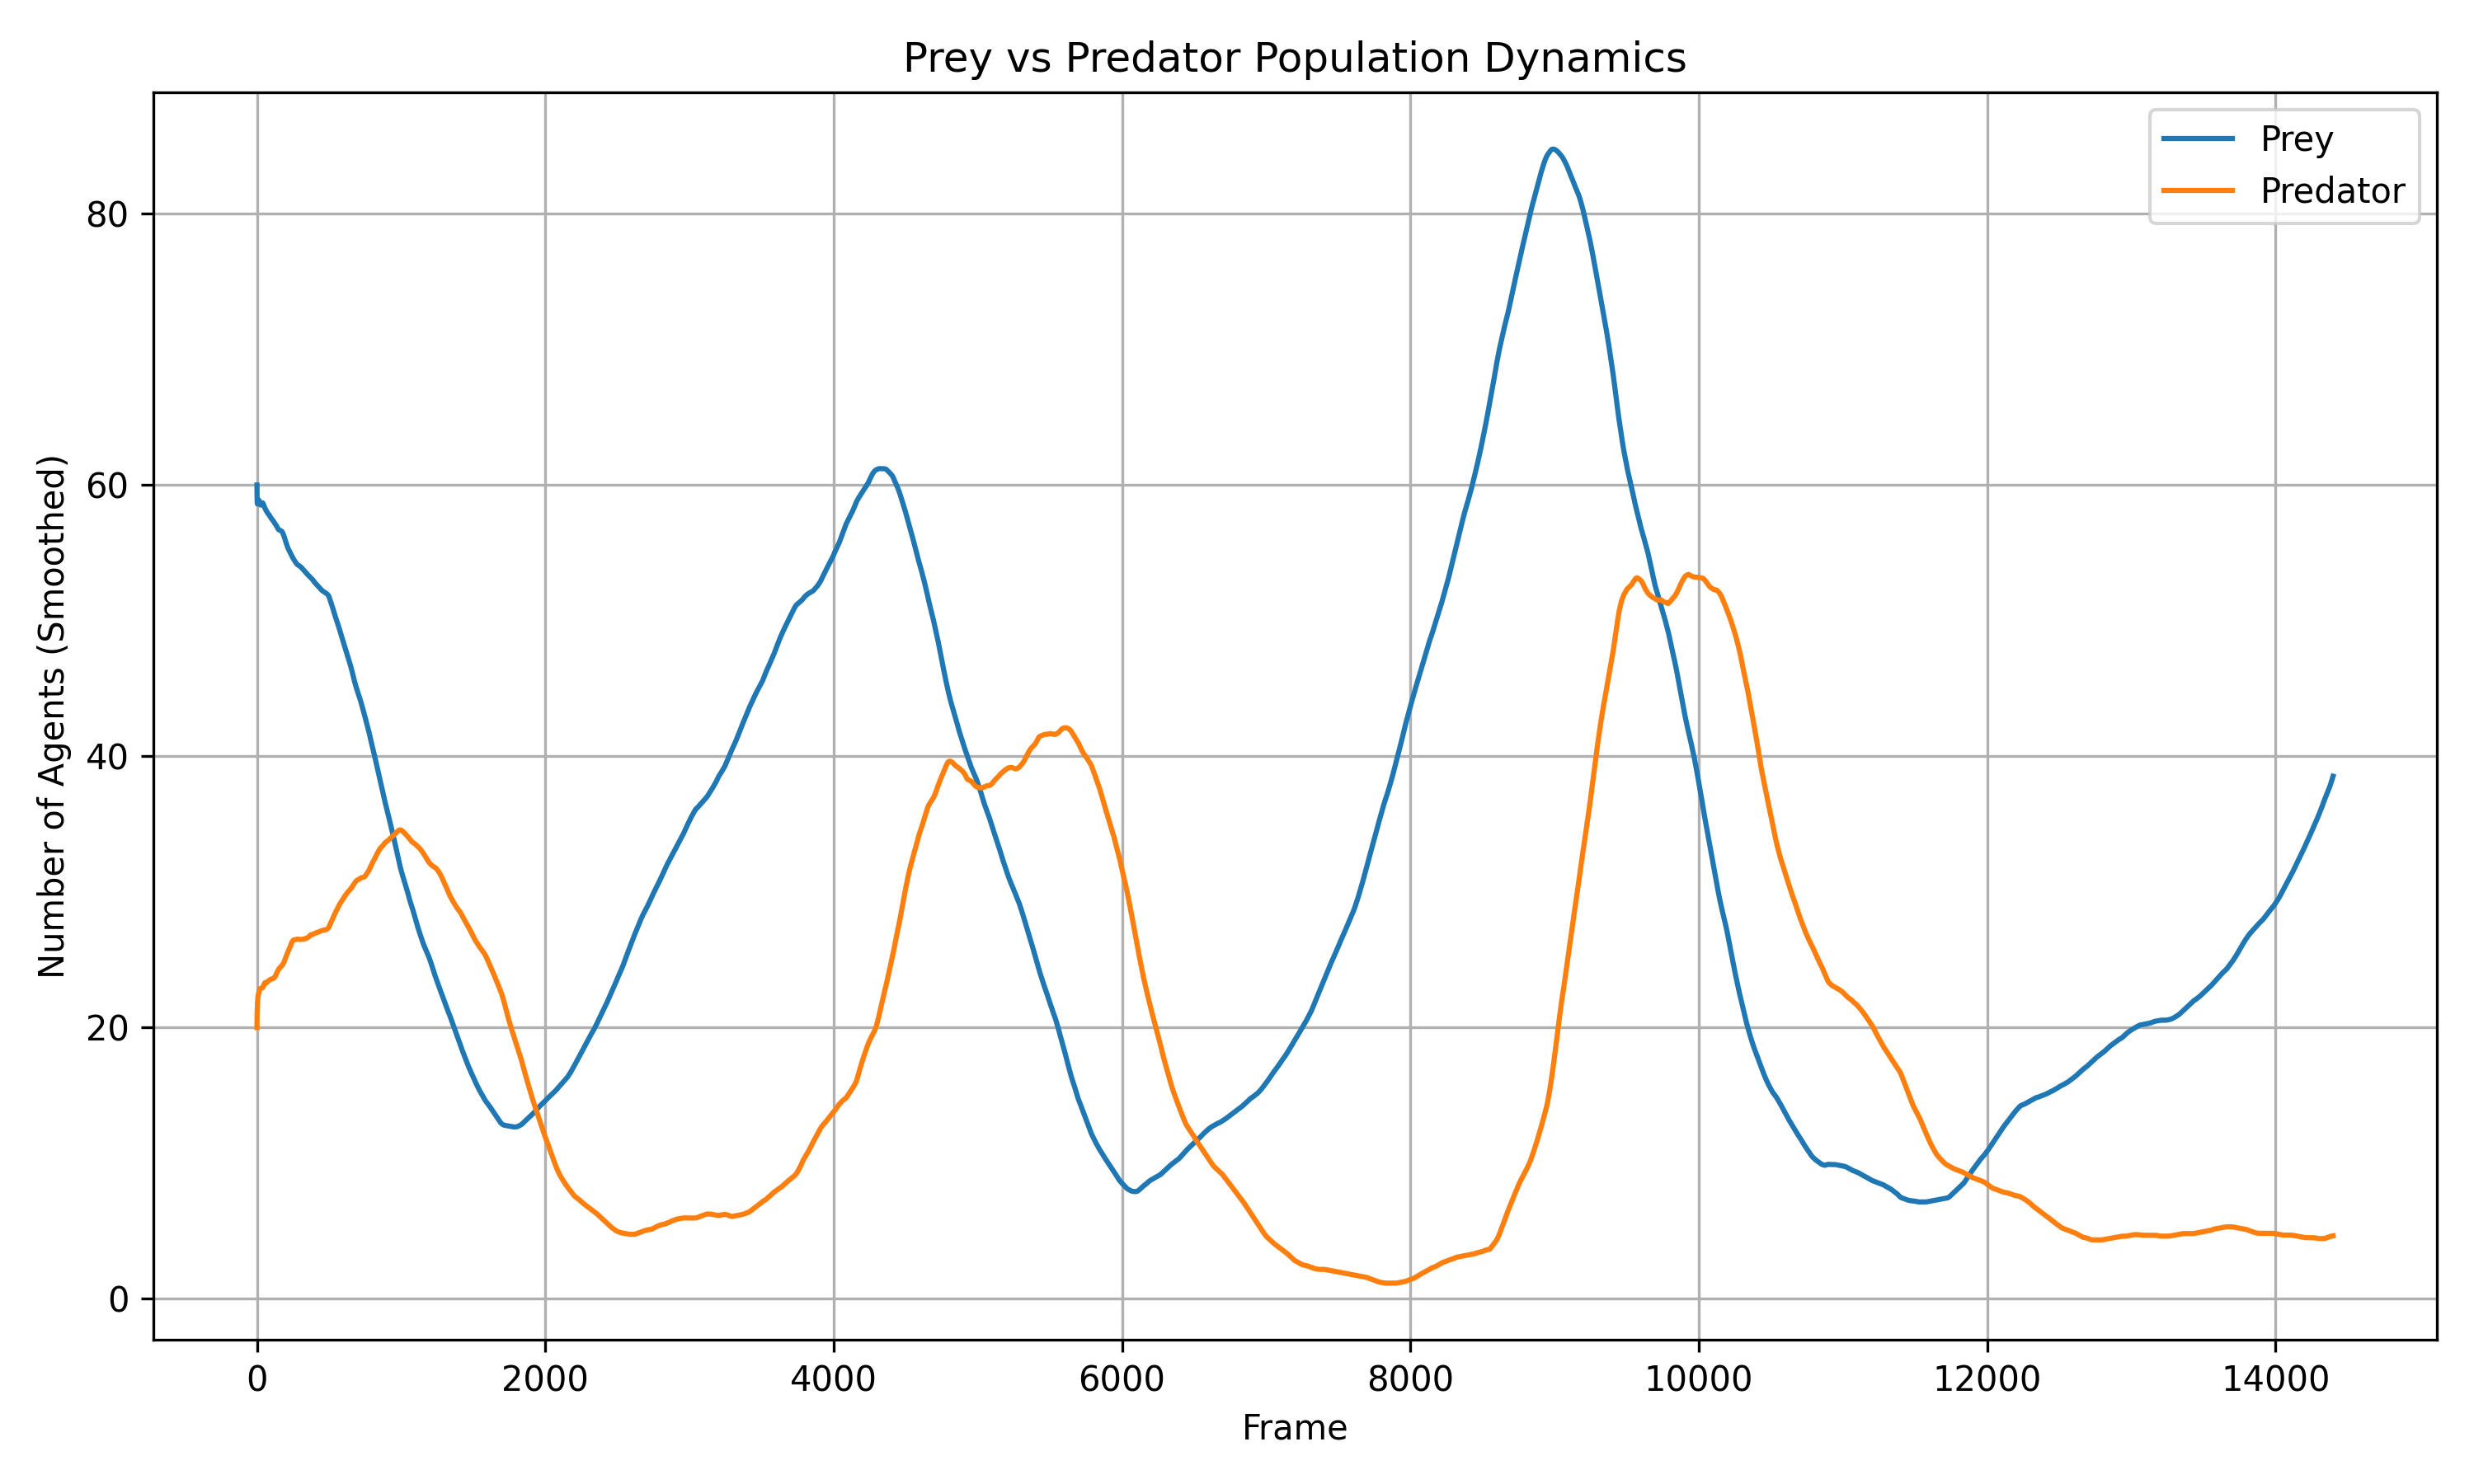 Prey vs Predator Population Dynamics
Prey
Predator
Number of Agents (Smoothed)
80
60
40
20
0
0 2000 4000 6000 8000 10000 12000 14000
Frame